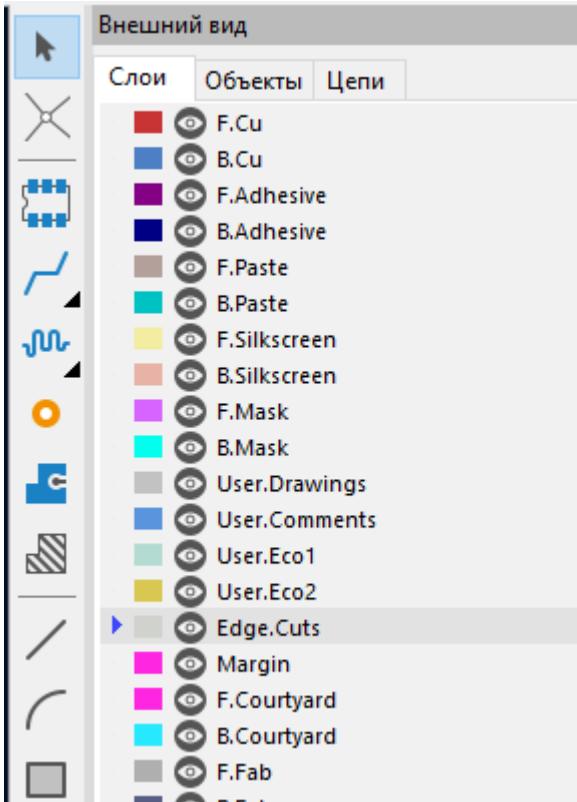 Внешний вид
Слои Объекты Цепи
F.Cu
B.Cu
F.Adhesive
B.Adhesive
F.Paste
B.Paste
F.Silkscreen
B.Silkscreen
F.Mask
B.Mask
User.Drawings
User.Comments
User.Eco1
User.Eco2
Edge.Cuts
Margin
F.Courtyard
B.Courtyard
F.Fab